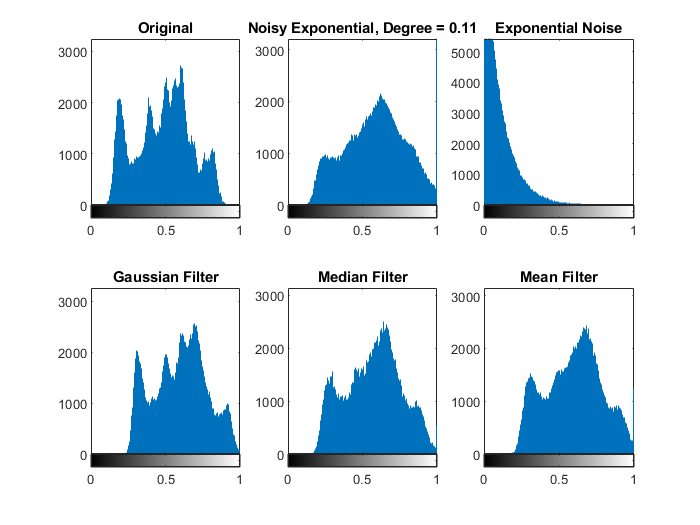 Original
3000
2000
1000
0
0 0.5 1
Noisy Exponential, Degree = 0.11
3000
2000
1000
0
0 0.5 1
Exponential Noise
5000
4000
3000
2000
1000
0
0 0.5 1
Gaussian Filter
3000
2000
1000
0
0 0.5 1
Median Filter
3000
2000
1000
0
0 0.5 1
Mean Filter
3000
2000
1000
0
0 0.5 1